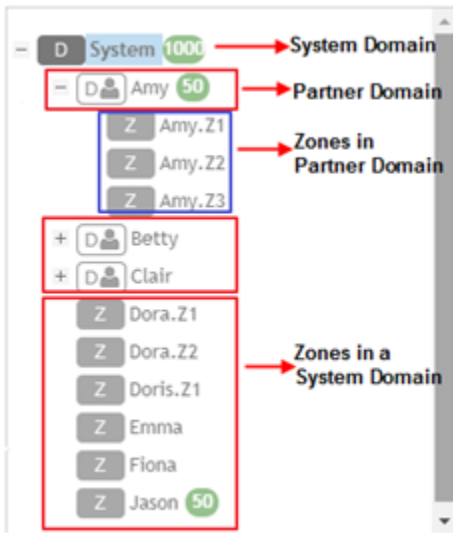 − D System 1000 System Domain
− D Amy 50 Partner Domain
Z Amy.Z1
Z Amy.Z2
Z Amy.Z3
Zones in
Partner Domain
+ D Betty
+ D Clair
Z Dora.Z1
Z Dora.Z2
Z Doris.Z1
Z Emma
Z Fiona
Z Jason 50
Zones in a
System Domain